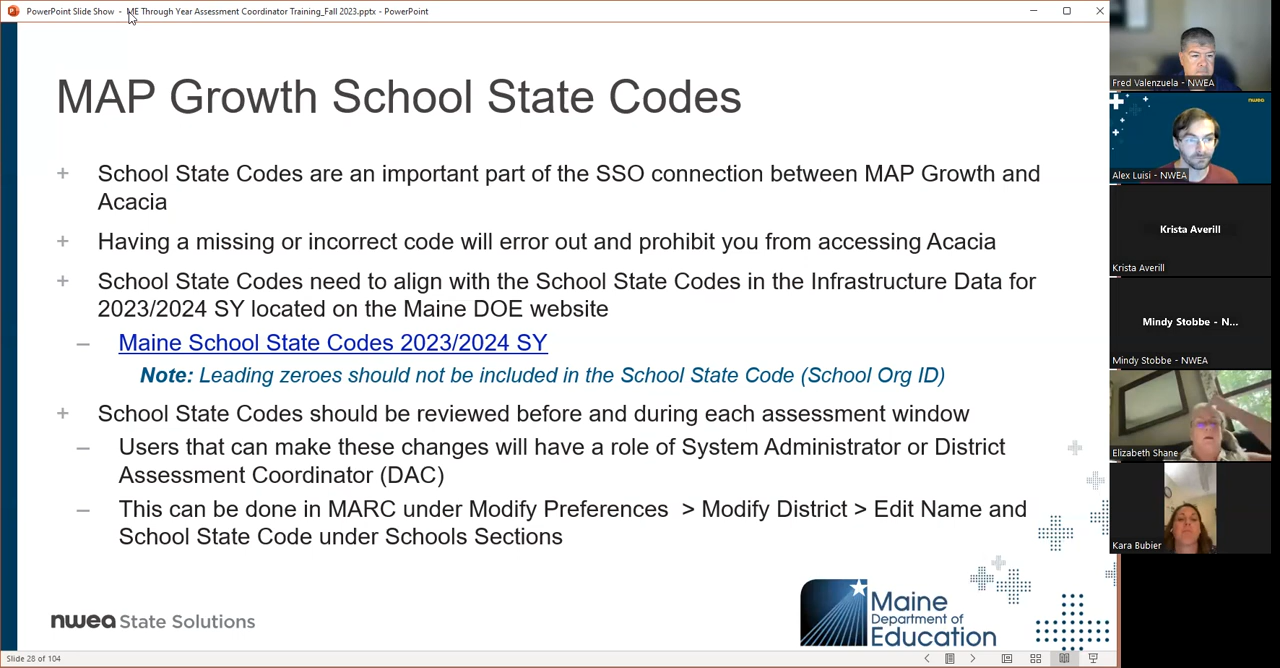 PowerPoint Slide Show - ME Through Year Assessment Coordinator Training_Fall 2023.pptx - PowerPoint
MAP Growth School State Codes
+ School State Codes are an important part of the SSO connection between MAP Growth and
Acacia
+ Having a missing or incorrect code will error out and prohibit you from accessing Acacia
+ School State Codes need to align with the School State Codes in the Infrastructure Data for
2023/2024 SY located on the Maine DOE website
– Maine School State Codes 2023/2024 SY
Note: Leading zeroes should not be included in the School State Code (School Org ID)
+ School State Codes should be reviewed before and during each assessment window
– Users that can make these changes will have a role of System Administrator or District
Assessment Coordinator (DAC)
– This can be done in MARC under Modify Preferences > Modify District > Edit Name and
School State Code under Schools Sections
nwea State Solutions
Maine
Department of
Education
Slide 28 of 104
Fred Valenzuela - NWEA
nwea
Alex Luisi - NWEA
Krista Averill
Krista Averill
Mindy Stobbe - N...
Mindy Stobbe - NWEA
Elizabeth Shane
Kara Bubier